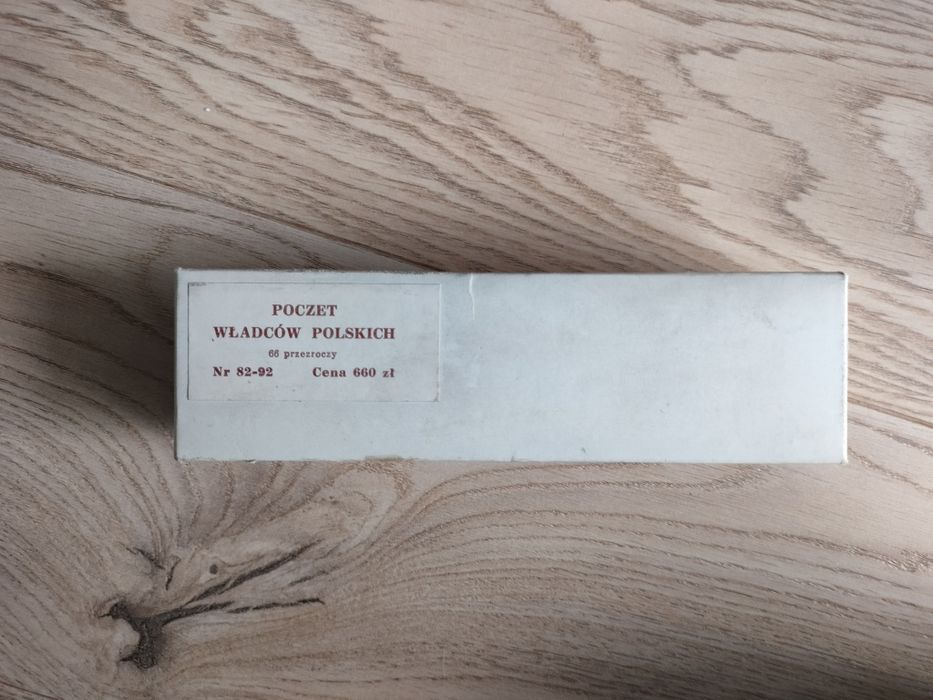 POCZET
WŁADCÓW POLSKICH
66 przezroczy
Nr 82-92 Cena 660 zł